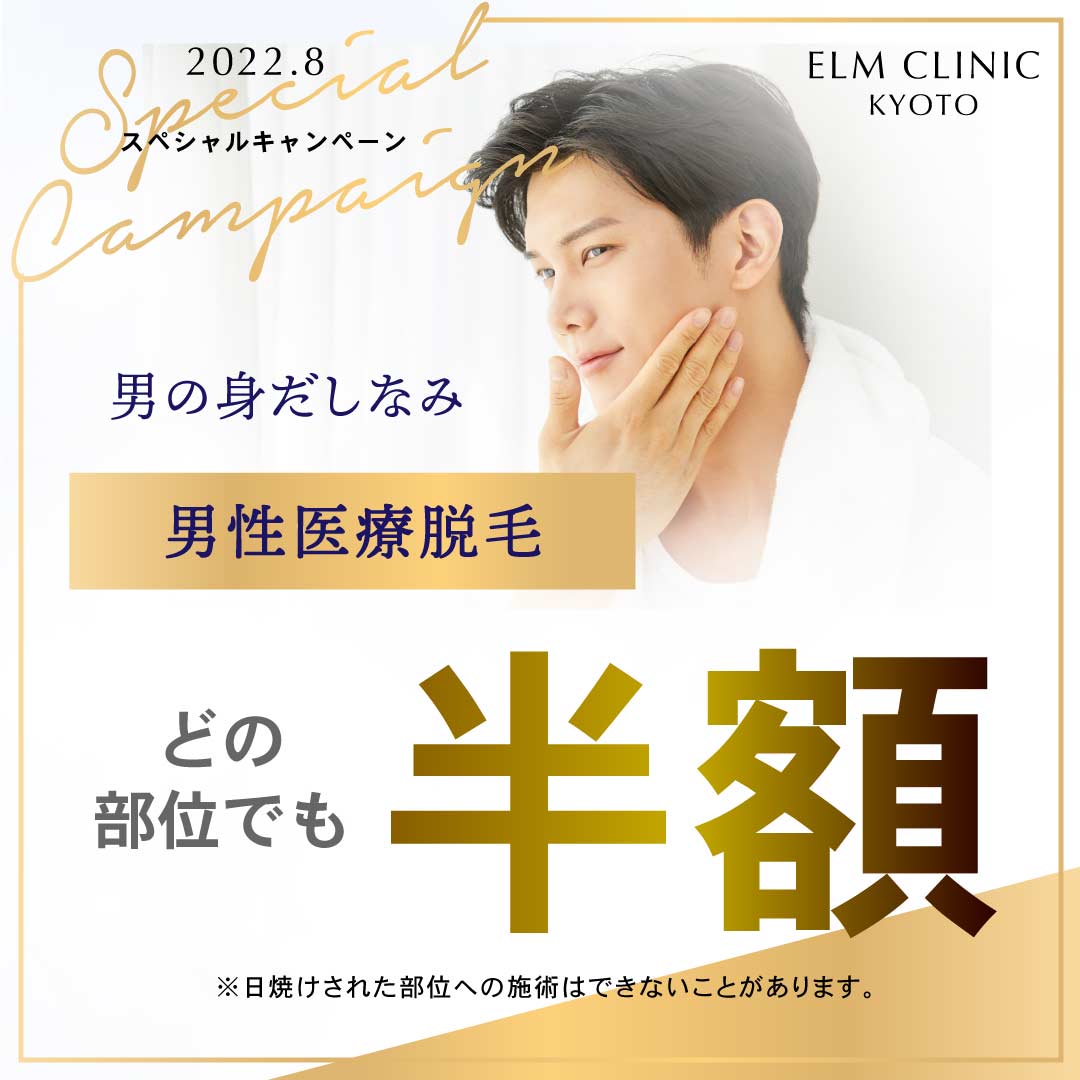 2022.8
Special
スペシャルキャンペーン
Campaign
ELM CLINIC
KYOTO
男の身だしなみ
男性医療脱毛
どの
部位でも
半額
※日焼けされた部位への施術はできないことがあります。